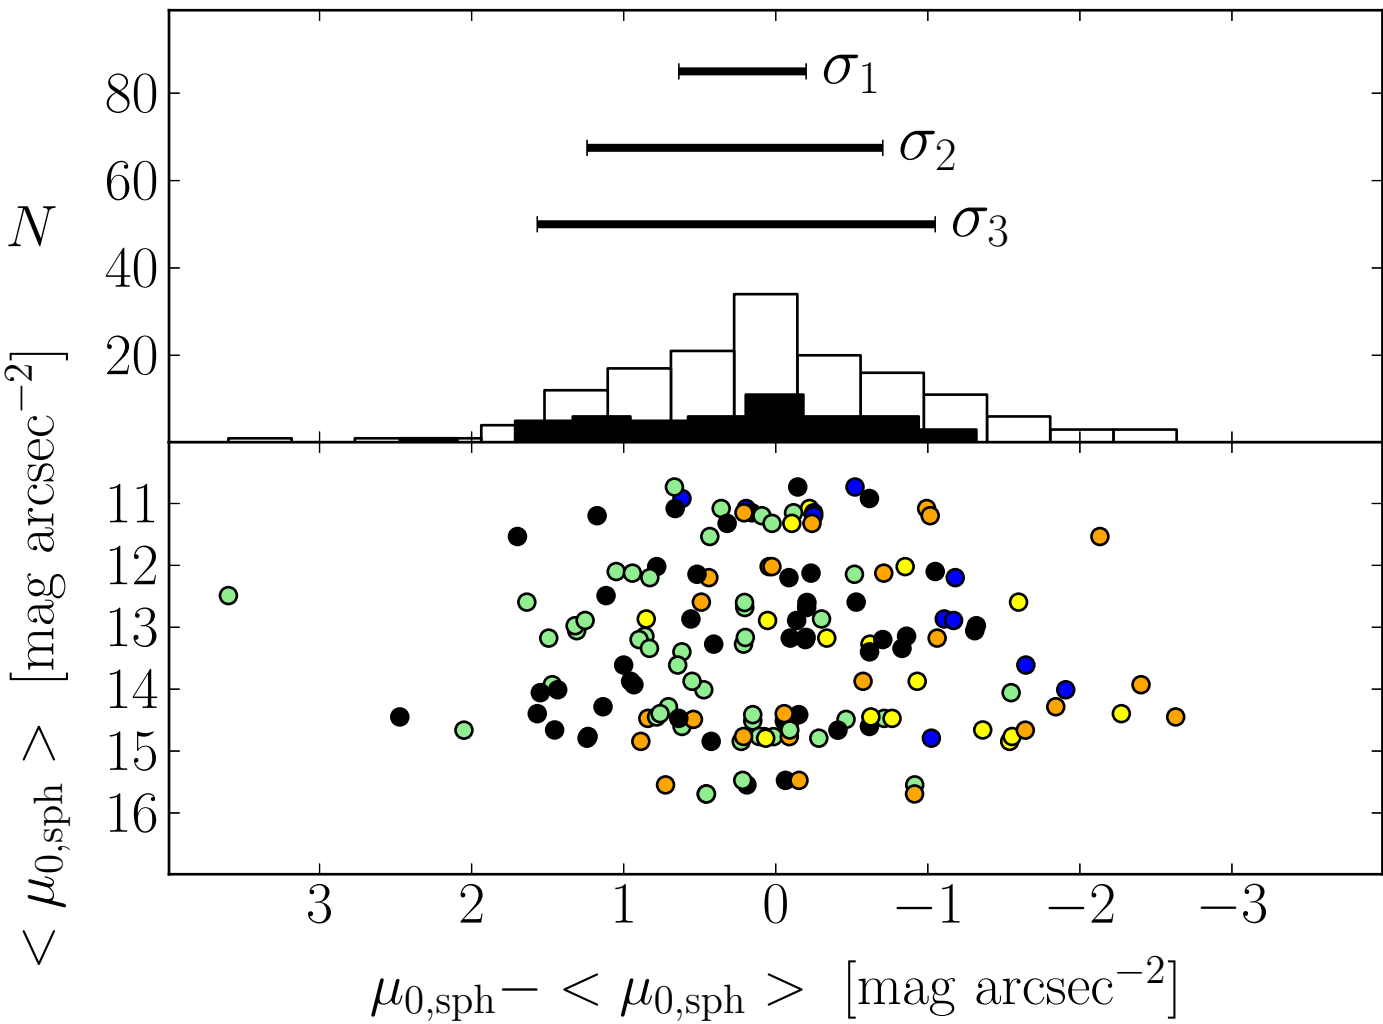 σ₁
80
σ₂
60
N
σ₃
40
20
11
12
13
14
15
16
< μ₀,sph > [mag arcsec⁻²]
3 2 1 0 −1 −2 −3
μ₀,sph− < μ₀,sph > [mag arcsec⁻²]